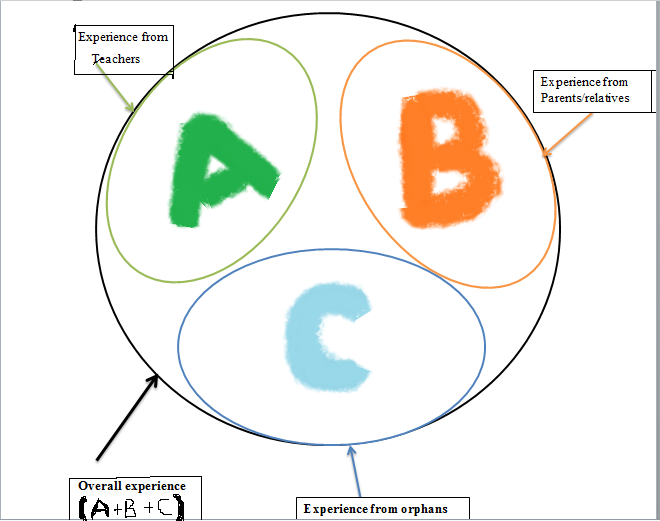 Experience from
Teachers
Experience from
Parents/relatives
A
B
C
Overall experience
(A+B+C)
Experience from orphans